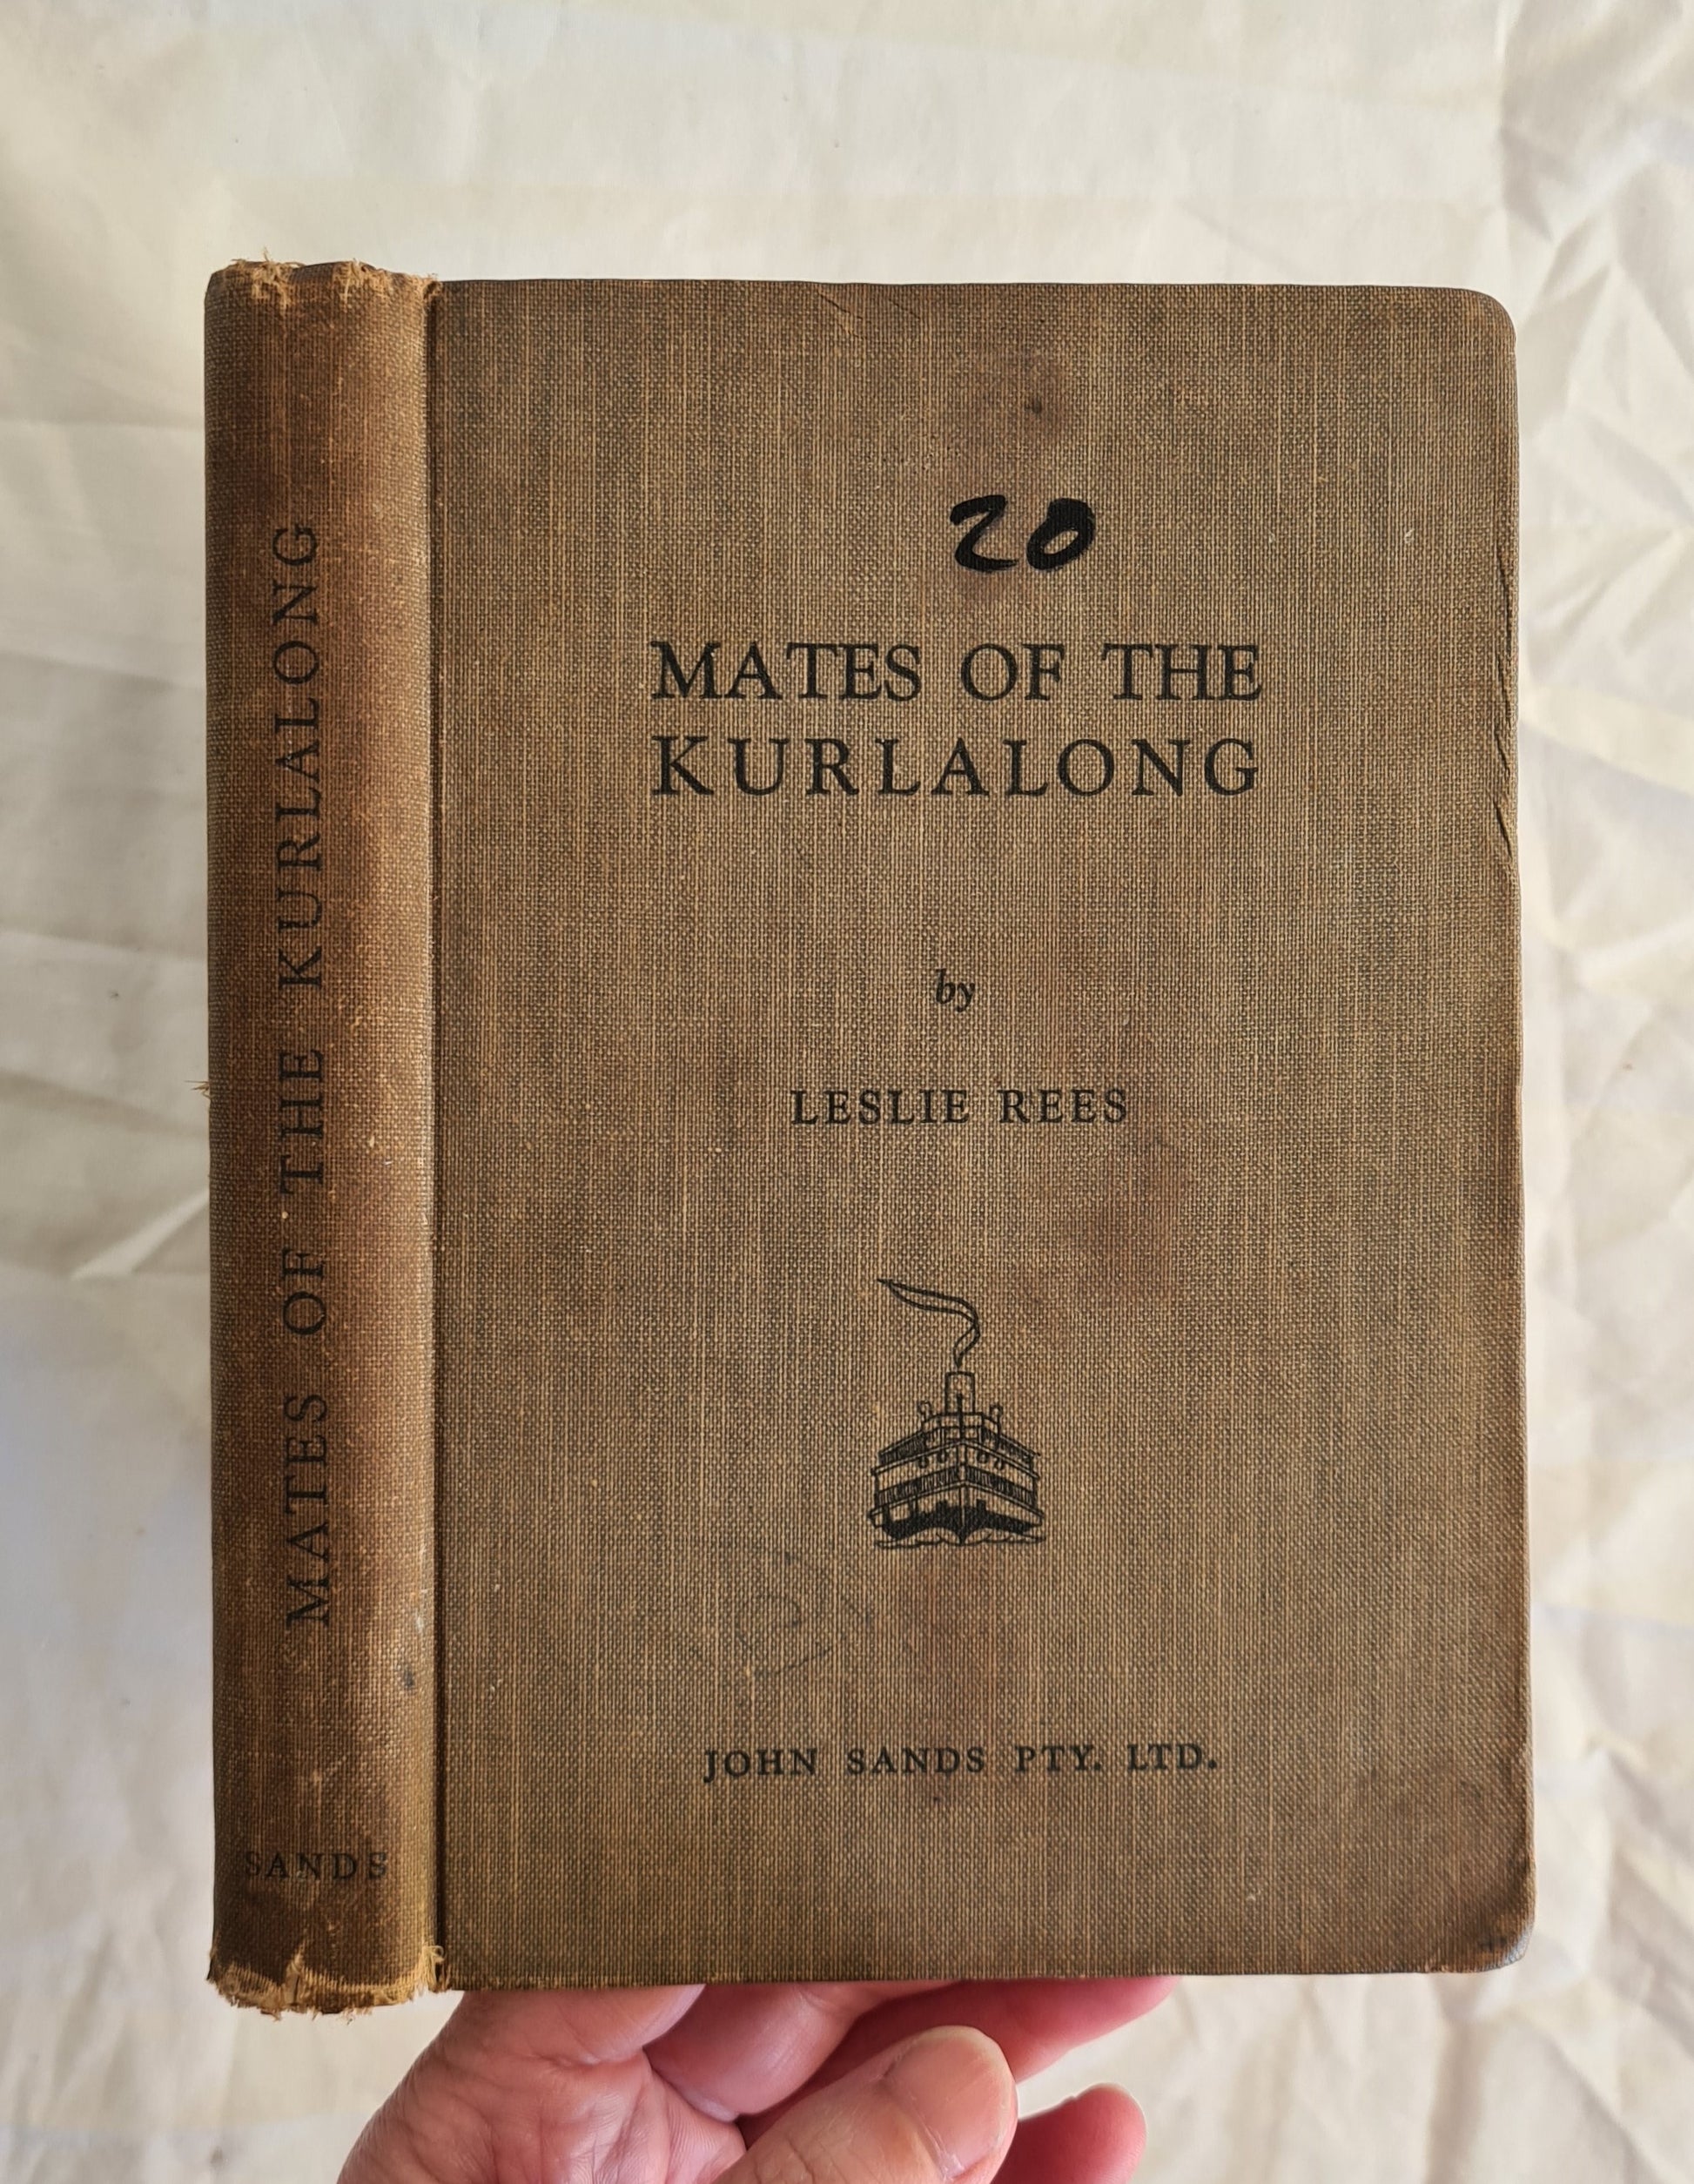 MATES OF THE KURLALONG
SANDS
20
MATES OF THE
KURLALONG
by
LESLIE REES
JOHN SANDS PTY. LTD.